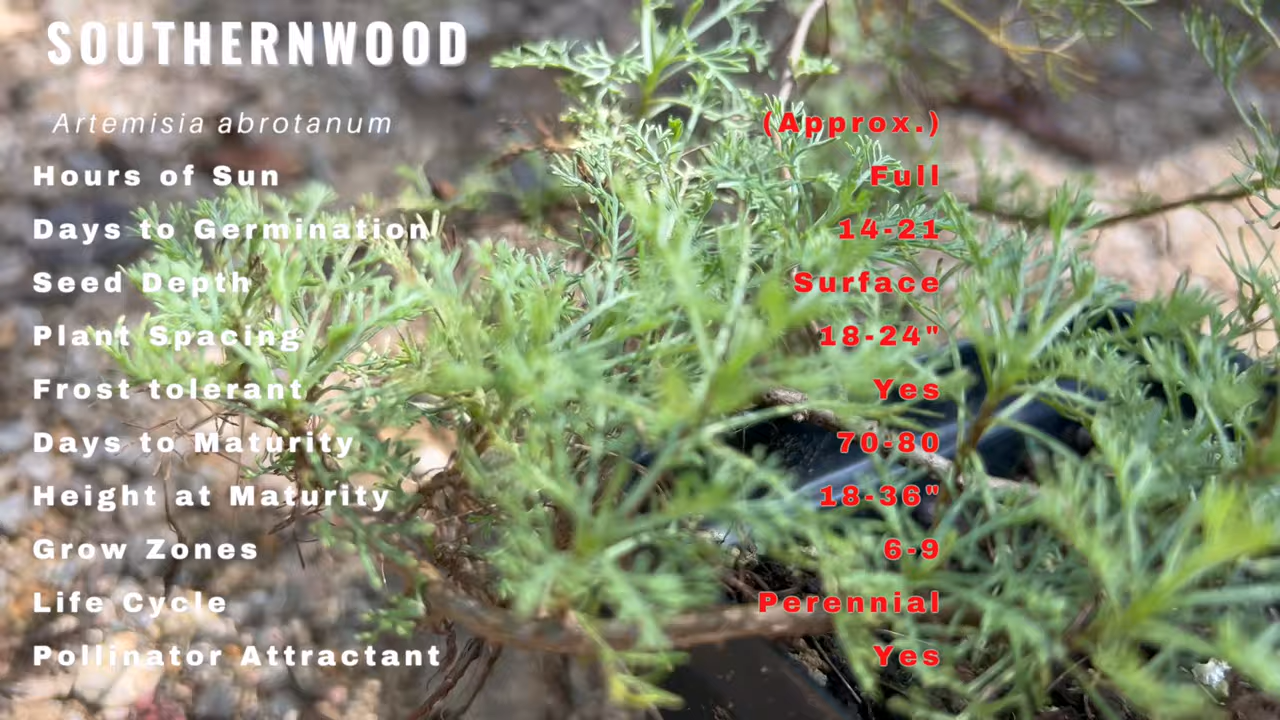 SOUTHERNWOOD
Artemisia abrotanum (Approx.)
Hours of Sun Full
Days to Germination 14-21
Seed Depth Surface
Plant Spacing 18-24"
Frost tolerant Yes
Days to Maturity 70-80
Height at Maturity 18-36"
Grow Zones 6-9
Life Cycle Perennial
Pollinator Attractant Yes